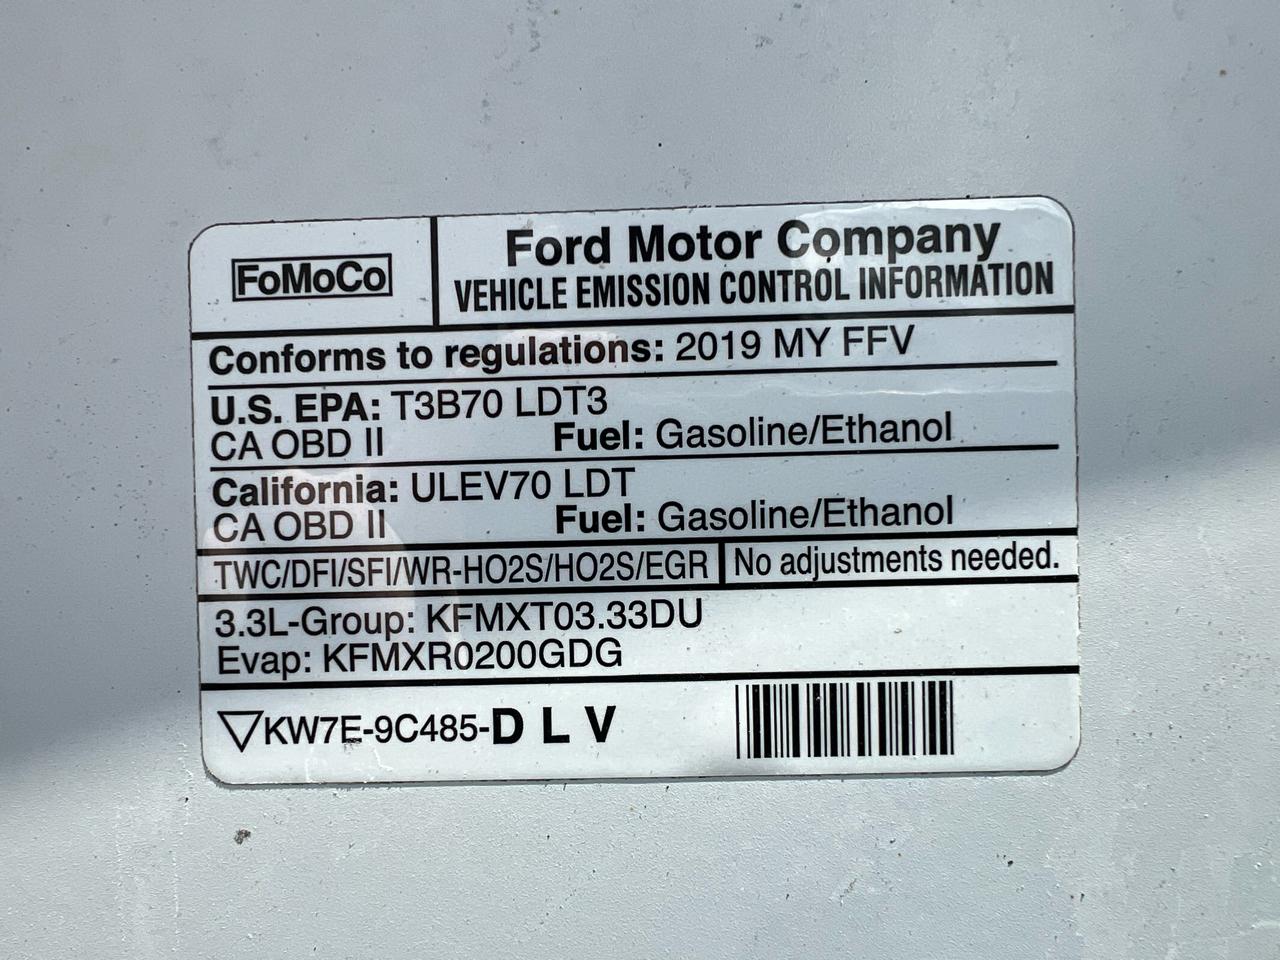 FoMoCo
Ford Motor Company
VEHICLE EMISSION CONTROL INFORMATION
Conforms to regulations: 2019 MY FFV
U.S. EPA: T3B70 LDT3
CA OBD II Fuel: Gasoline/Ethanol
California: ULEV70 LDT
CA OBD II Fuel: Gasoline/Ethanol
TWC/DFI/SFI/WR-HO2S/HO2S/EGR No adjustments needed.
3.3L-Group: KFMXT03.33DU
Evap: KFMXR0200GDG
KW7E-9C485-D L V